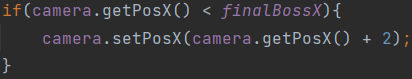 if(camera.getPosX() < finalBossX){
    camera.setPosX(camera.getPosX() + 2);
}